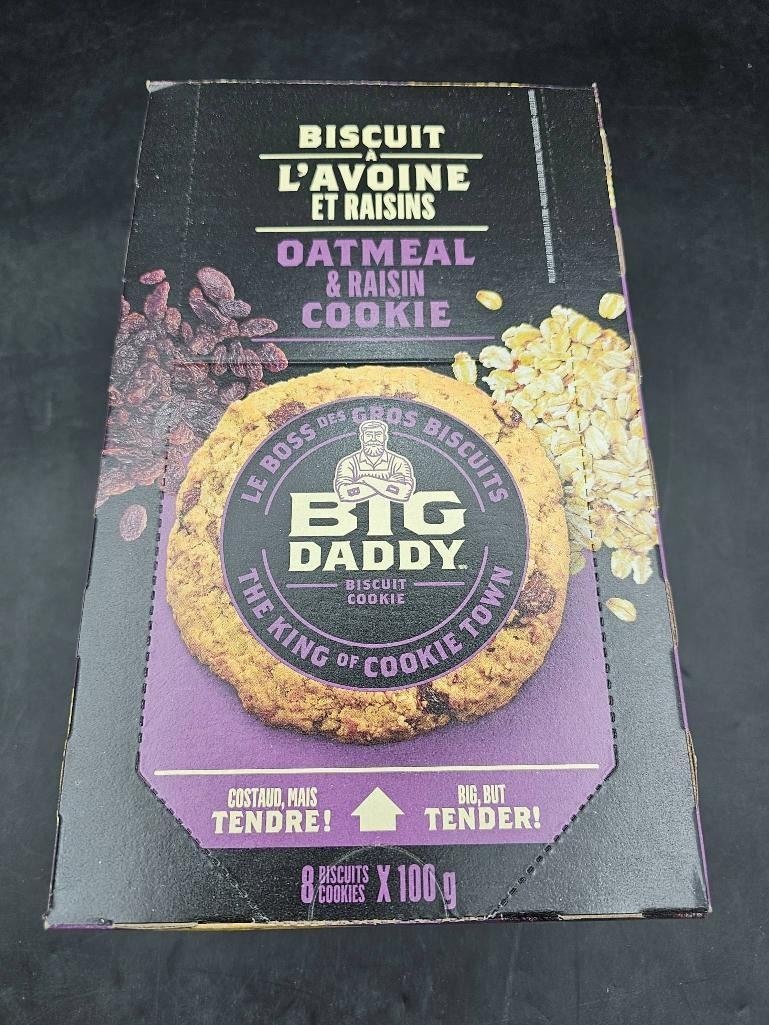 BISCUIT
À
L'AVOINE
ET RAISINS
OATMEAL
& RAISIN
COOKIE
LE BOSS DES GROS BISCUITS
BIG
DADDY
BISCUIT
COOKIE
THE KING OF COOKIE TOWN
COSTAUD, MAIS
TENDRE!
BIG, BUT
TENDER!
8 BISCUITS
COOKIES X 100 g